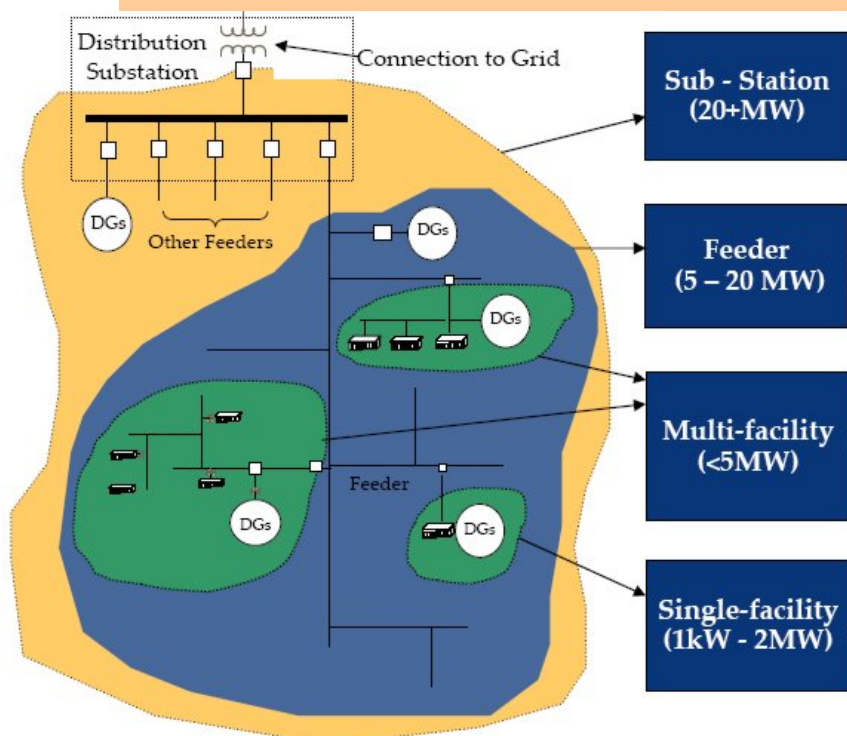 Distribution
Substation
Connection to Grid
Sub - Station
(20+MW)
DGs
Other Feeders
DGs
Feeder
(5 – 20 MW)
DGs
Multi-facility
(<5MW)
Feeder
DGs
DGs
Single-facility
(1kW - 2MW)